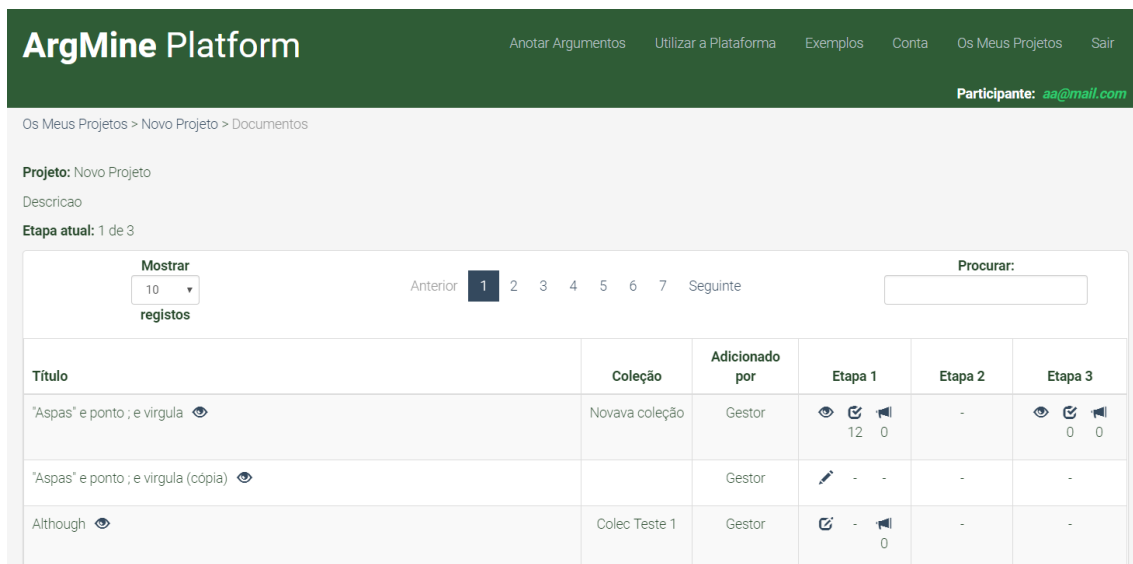 ArgMine Platform
Anotar Argumentos Utilizar a Plataforma Exemplos Conta Os Meus Projetos Sair
Participante: aa@mail.com
Os Meus Projetos > Novo Projeto > Documentos
Projeto: Novo Projeto
Descricao
Etapa atual: 1 de 3
Mostrar
10
registos
Anterior 1 2 3 4 5 6 7 Seguinte
Procurar:
Título Coleção Adicionado por Etapa 1 Etapa 2 Etapa 3
"Aspas" e ponto ; e virgula Novava coleção Gestor -
12 0 0 0
"Aspas" e ponto ; e virgula (cópia) Gestor - - - -
Although Colec Teste 1 Gestor - - -
0